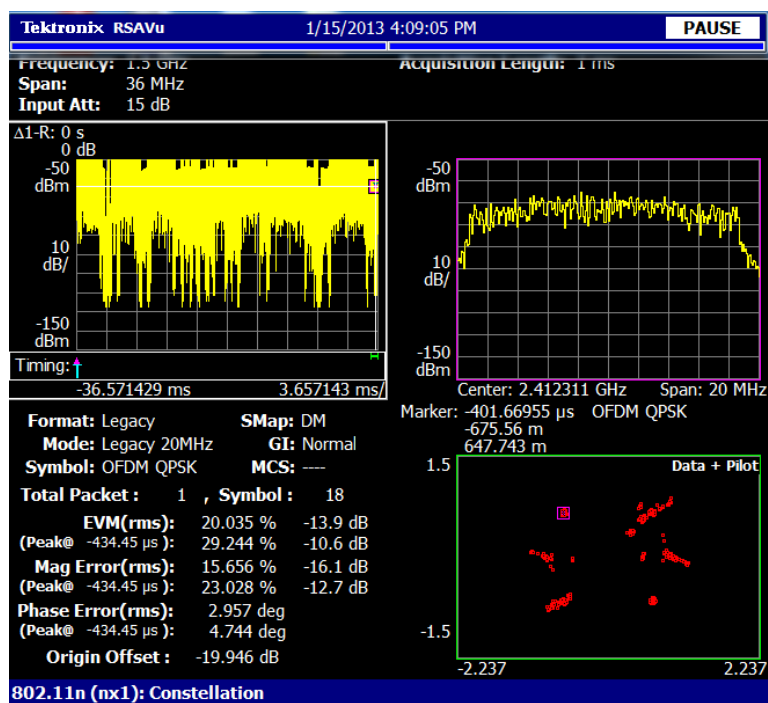 Tektronix RSAVu 1/15/2013 4:09:05 PM PAUSE
Frequency: 1.5 GHz Acquisition Length: 1 ms
Span: 36 MHz
Input Att: 15 dB
Δ1-R: 0 s
0 dB
-50
dBm
10
dB/
-150
dBm
Timing:
-36.571429 ms 3.657143 ms/
-50
dBm
10
dB/
-150
dBm
Center: 2.412311 GHz Span: 20 MHz
Format: Legacy SMap: DM
Mode: Legacy 20MHz GI: Normal
Symbol: OFDM QPSK MCS: ----
Total Packet : 1 , Symbol : 18
EVM(rms): 20.035 % -13.9 dB
(Peak@ -434.45 µs ): 29.244 % -10.6 dB
Mag Error(rms): 15.656 % -16.1 dB
(Peak@ -434.45 µs ): 23.028 % -12.7 dB
Phase Error(rms): 2.957 deg
(Peak@ -434.45 µs ): 4.744 deg
Origin Offset : -19.946 dB
Marker: -401.66955 µs OFDM QPSK
-675.56 m
647.743 m
1.5 Data + Pilot
-1.5
-2.237 2.237
802.11n (nx1): Constellation